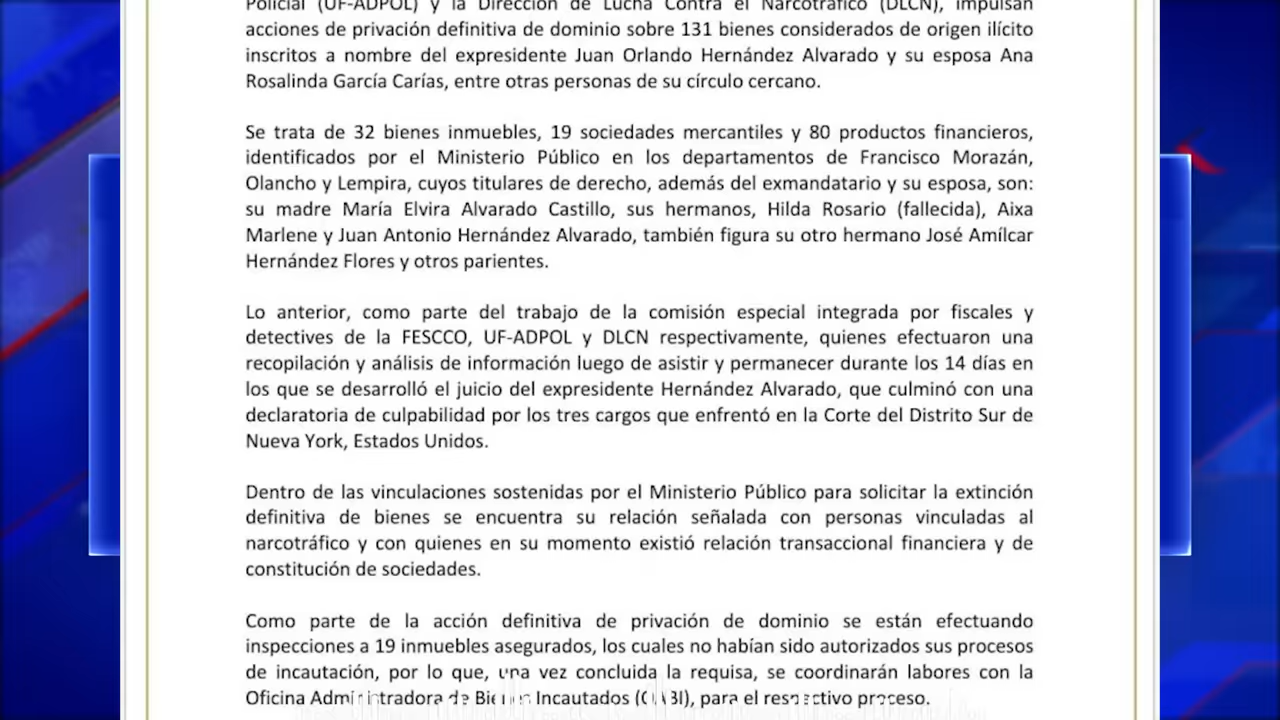 Policial (UF-ADPOL) y la Dirección de Lucha Contra el Narcotráfico (DLCN), impulsan
acciones de privación definitiva de dominio sobre 131 bienes considerados de origen ilícito
inscritos a nombre del expresidente Juan Orlando Hernández Alvarado y su esposa Ana
Rosalinda García Carías, entre otras personas de su círculo cercano.
Se trata de 32 bienes inmuebles, 19 sociedades mercantiles y 80 productos financieros,
identificados por el Ministerio Público en los departamentos de Francisco Morazán,
Olancho y Lempira, cuyos titulares de derecho, además del exmandatario y su esposa, son:
su madre María Elvira Alvarado Castillo, sus hermanos, Hilda Rosario (fallecida), Aixa
Marlene y Juan Antonio Hernández Alvarado, también figura su otro hermano José Amílcar
Hernández Flores y otros parientes.
Lo anterior, como parte del trabajo de la comisión especial integrada por fiscales y
detectives de la FESCCO, UF-ADPOL y DLCN respectivamente, quienes efectuaron una
recopilación y análisis de información luego de asistir y permanecer durante los 14 días en
los que se desarrolló el juicio del expresidente Hernández Alvarado, que culminó con una
declaratoria de culpabilidad por los tres cargos que enfrentó en la Corte del Distrito Sur de
Nueva York, Estados Unidos.
Dentro de las vinculaciones sostenidas por el Ministerio Público para solicitar la extinción
definitiva de bienes se encuentra su relación señalada con personas vinculadas al
narcotráfico y con quienes en su momento existió relación transaccional financiera y de
constitución de sociedades.
Como parte de la acción definitiva de privación de dominio se están efectuando
inspecciones a 19 inmuebles asegurados, los cuales no habían sido autorizados sus procesos
de incautación, por lo que, una vez concluida la requisa, se coordinarán labores con la
Oficina Administradora de Bienes Incautados (OABI), para el respectivo proceso.